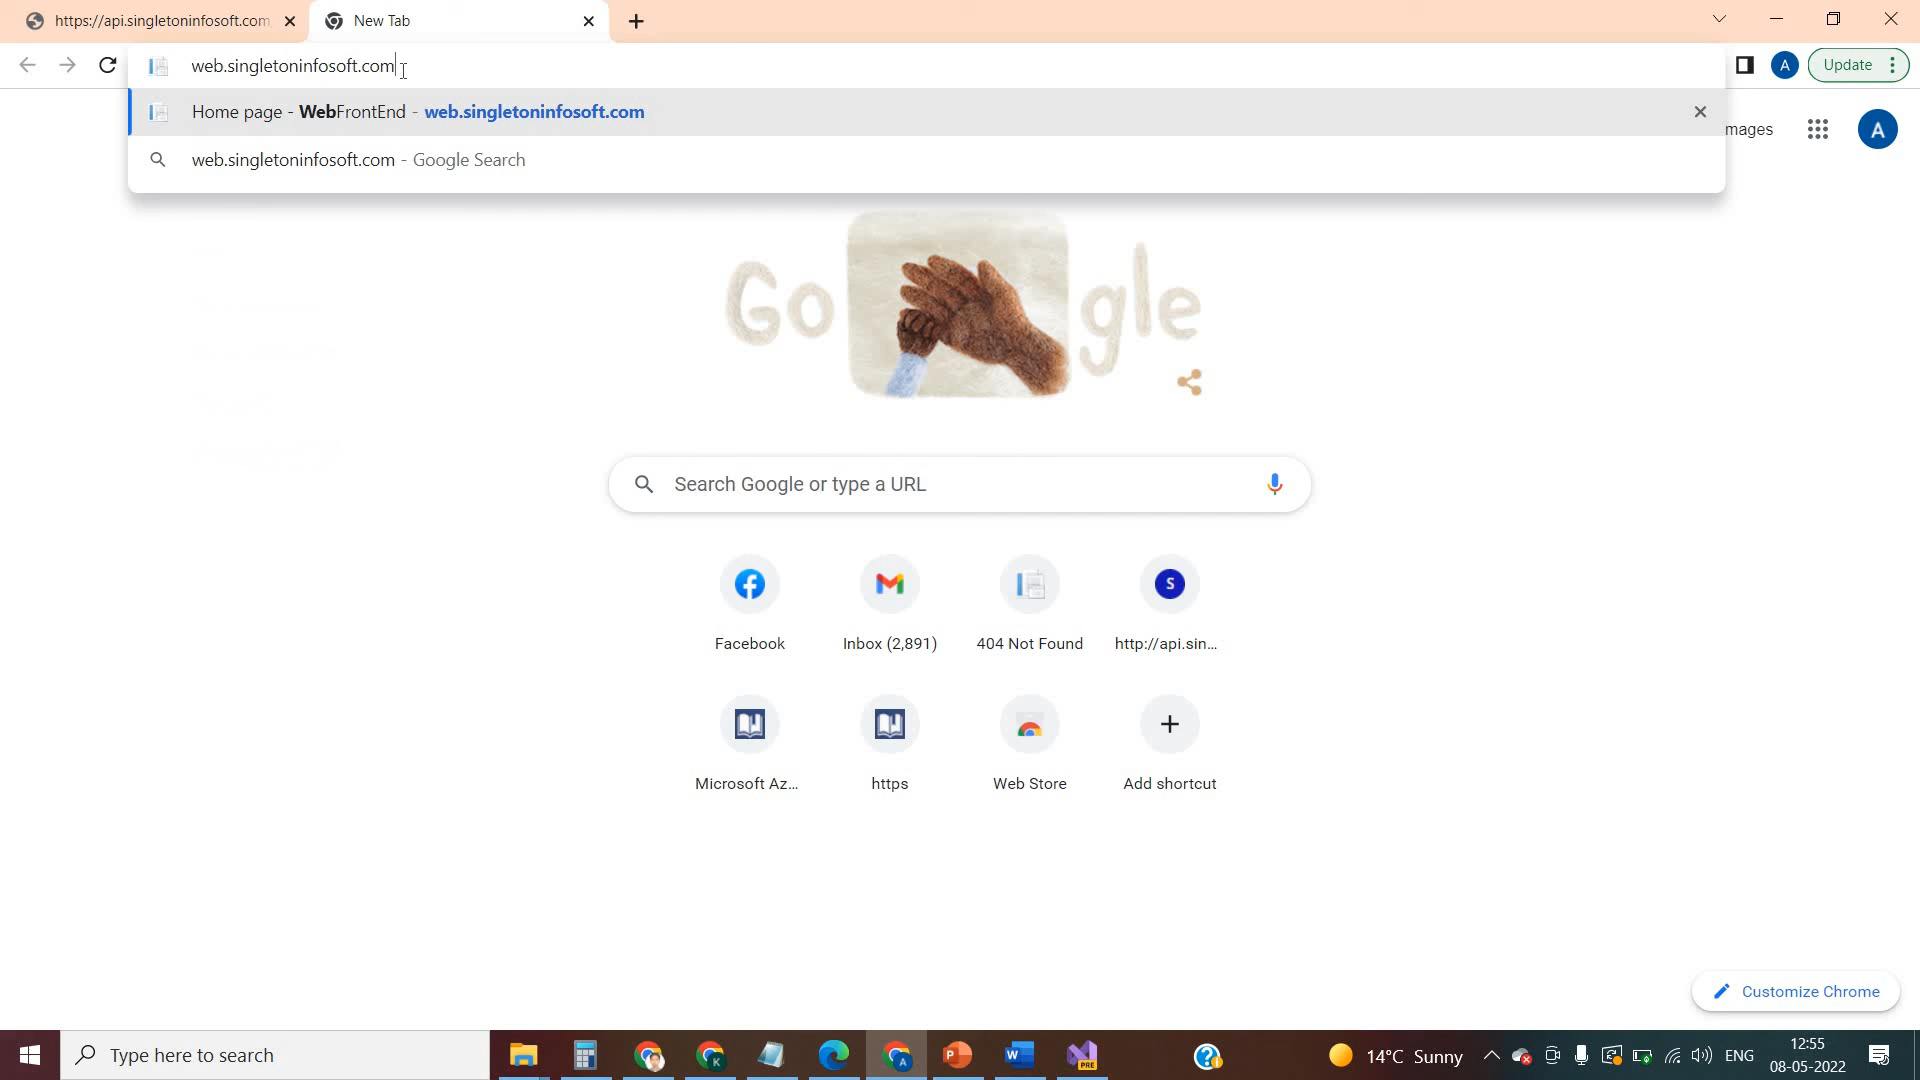 https://api.singletoninfosoft.com
New Tab
web.singletoninfosoft.com
Update
Home page - WebFrontEnd - web.singletoninfosoft.com
web.singletoninfosoft.com - Google Search
mages
A
A
Google
Search Google or type a URL
Facebook
Inbox (2,891)
404 Not Found
S
http://api.sin...
Microsoft Az...
https
Web Store
Add shortcut
Customize Chrome
Type here to search
K
A
P
W
PRE
14°C Sunny
ENG
12:55
08-05-2022